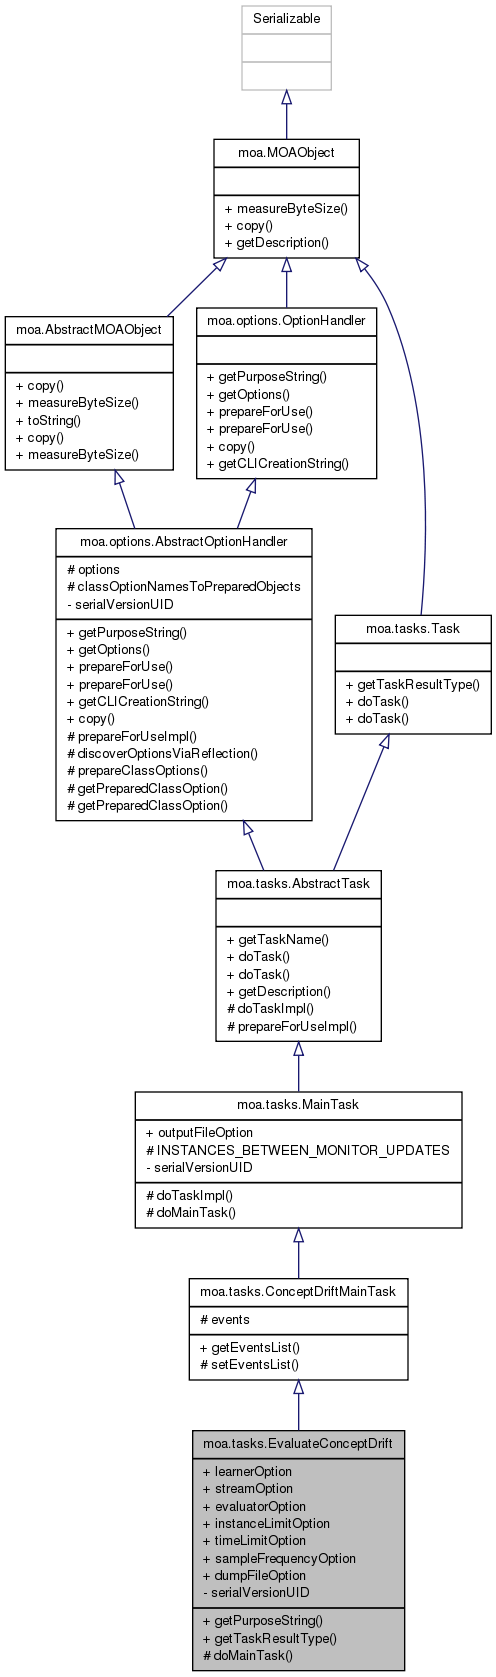 Serializable
moa.MOAObject
+ measureByteSize()
+ copy()
+ getDescription()
moa.AbstractMOAObject
+ copy()
+ measureByteSize()
+ toString()
+ copy()
+ measureByteSize()
moa.options.OptionHandler
+ getPurposeString()
+ getOptions()
+ prepareForUse()
+ prepareForUse()
+ copy()
+ getCLICreationString()
moa.options.AbstractOptionHandler
# options
# classOptionNamesToPreparedObjects
- serialVersionUID
+ getPurposeString()
+ getOptions()
+ prepareForUse()
+ prepareForUse()
+ getCLICreationString()
+ copy()
# prepareForUseImpl()
# discoverOptionsViaReflection()
# prepareClassOptions()
# getPreparedClassOption()
# getPreparedClassOption()
moa.tasks.Task
+ getTaskResultType()
+ doTask()
+ doTask()
moa.tasks.AbstractTask
+ getTaskName()
+ doTask()
+ doTask()
+ getDescription()
# doTaskImpl()
# prepareForUseImpl()
moa.tasks.MainTask
+ outputFileOption
# INSTANCES_BETWEEN_MONITOR_UPDATES
- serialVersionUID
# doTaskImpl()
# doMainTask()
moa.tasks.ConceptDriftMainTask
# events
+ getEventsList()
# setEventsList()
moa.tasks.EvaluateConceptDrift
+ learnerOption
+ streamOption
+ evaluatorOption
+ instanceLimitOption
+ timeLimitOption
+ sampleFrequencyOption
+ dumpFileOption
- serialVersionUID
+ getPurposeString()
+ getTaskResultType()
# doMainTask()